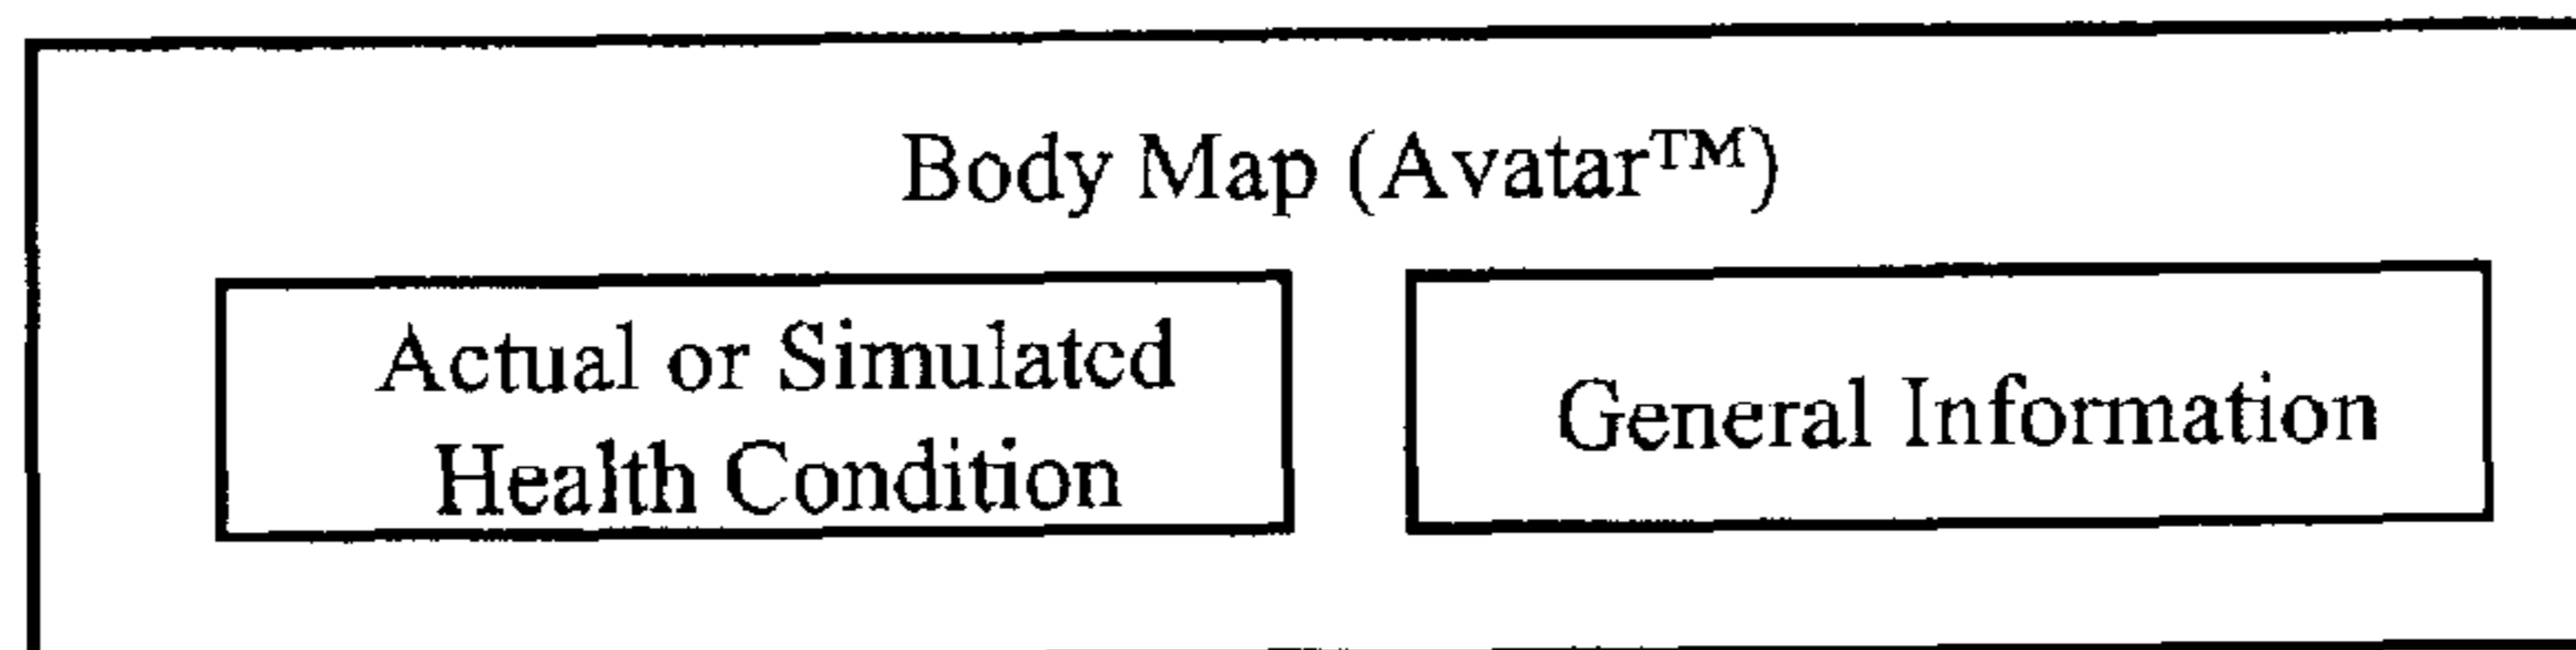 Body Map (Avatar™)
Actual or Simulated
Health Condition
General Information